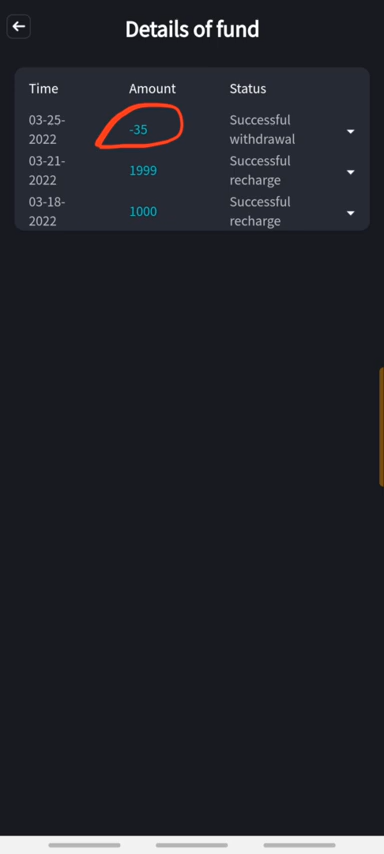 Details of fund
Time Amount Status
03-25-
2022
-35
Successful
withdrawal
03-21-
2022
1999
Successful
recharge
03-18-
2022
1000
Successful
recharge